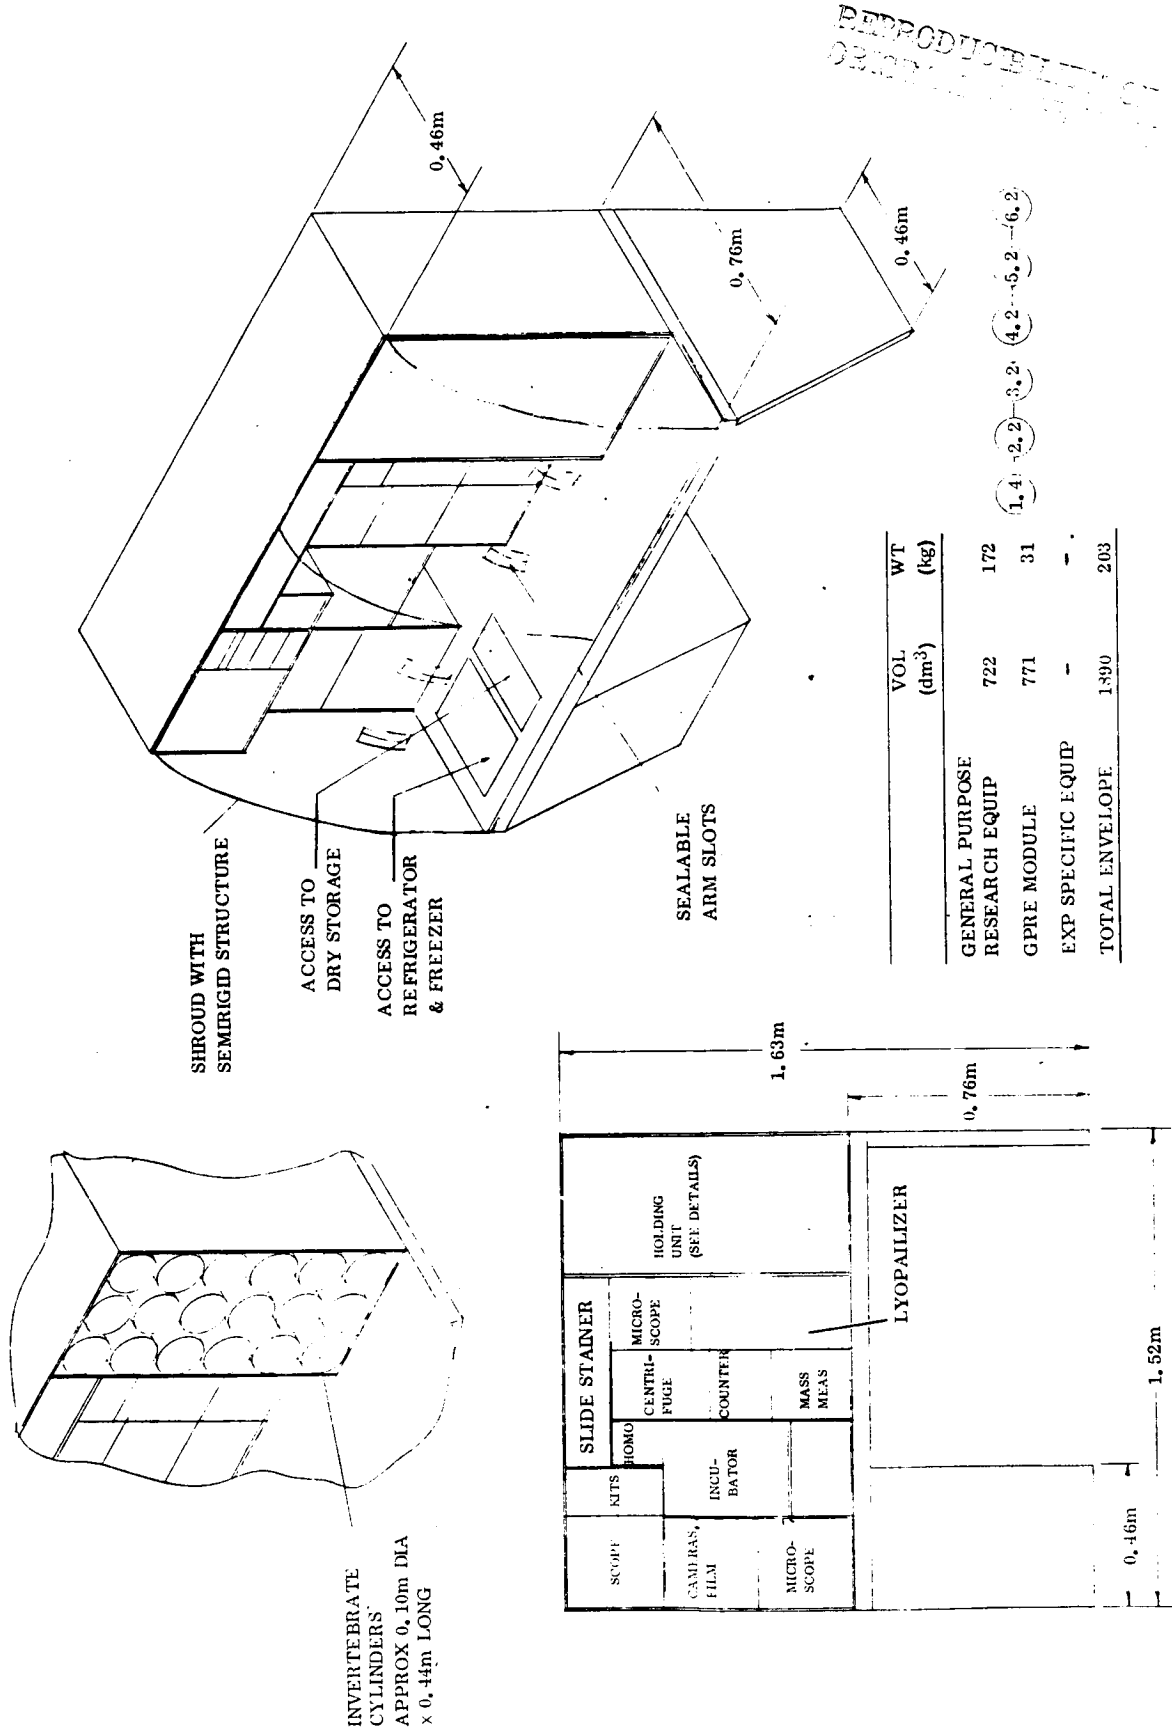 INVERTEBRATE
CYLINDERS
APPROX 0.10m DIA
x 0.44m LONG
SHROUD WITH
SEMIRIGID STRUCTURE
ACCESS TO
DRY STORAGE
ACCESS TO
REFRIGERATOR
& FREEZER
SEALABLE
ARM SLOTS
0.46m
0.76m
0.46m
SCOPE
KITS
SLIDE STAINER
HOMO
CAMERAS,
FILM
INCU-
BATOR
CENTRI-
FUGE
MICRO-
SCOPE
COUNTER
MICRO-
SCOPE
MASS
MEAS
HOLDING
UNIT
(SEE DETAILS)
LYOPAILIZER
1.63m
0.76m
0.46m
1.52m
VOL WT
(dm³) (kg)
GENERAL PURPOSE
RESEARCH EQUIP 722 172
GPRE MODULE 771 31
EXP SPECIFIC EQUIP - -
TOTAL ENVELOPE 1890 203
1.4 2.2 3.2 4.2 5.2 6.2
REPRODUCIBILITY